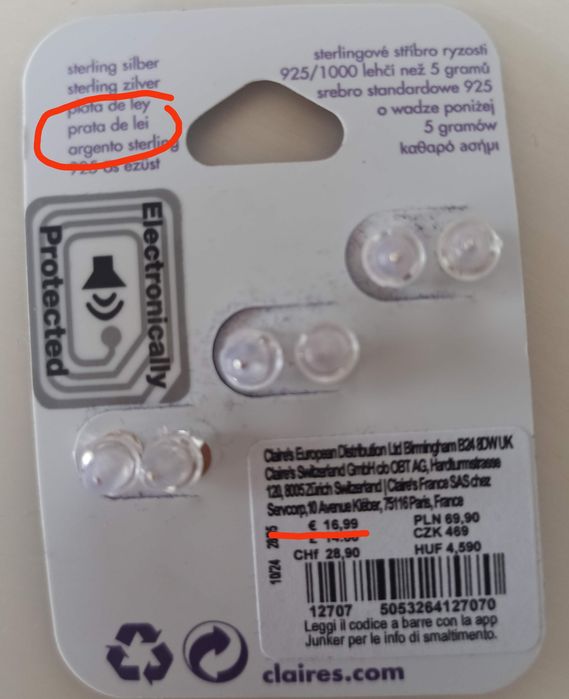 sterling silber
sterling zilver
plata de ley
prata de lei
argento sterling
925 ös ezüst
sterlingové stříbro ryzosti
925/1000 lehčí než 5 gramů
srebro standardowe 925
o wadze poniżej
5 gramów
καθαρό ασήμι
Electronically
Protected
Claire's European Distribution Ltd Birmingham B24 8DW UK
Claire's Switzerland GmbH c/o OBT AG, Hardturmstrasse
120, 8005 Zürich Switzerland | Claire's France SAS chez
Servcorp, 10 Avenue Kléber, 75116 Paris, France
€ 16,99
PLN 69,90
CZK 469
CHf 28,90
HUF 4,590
10/24
12707 5053264127070
Leggi il codice a barre con la app
Junker per le info di smaltimento.
claires.com